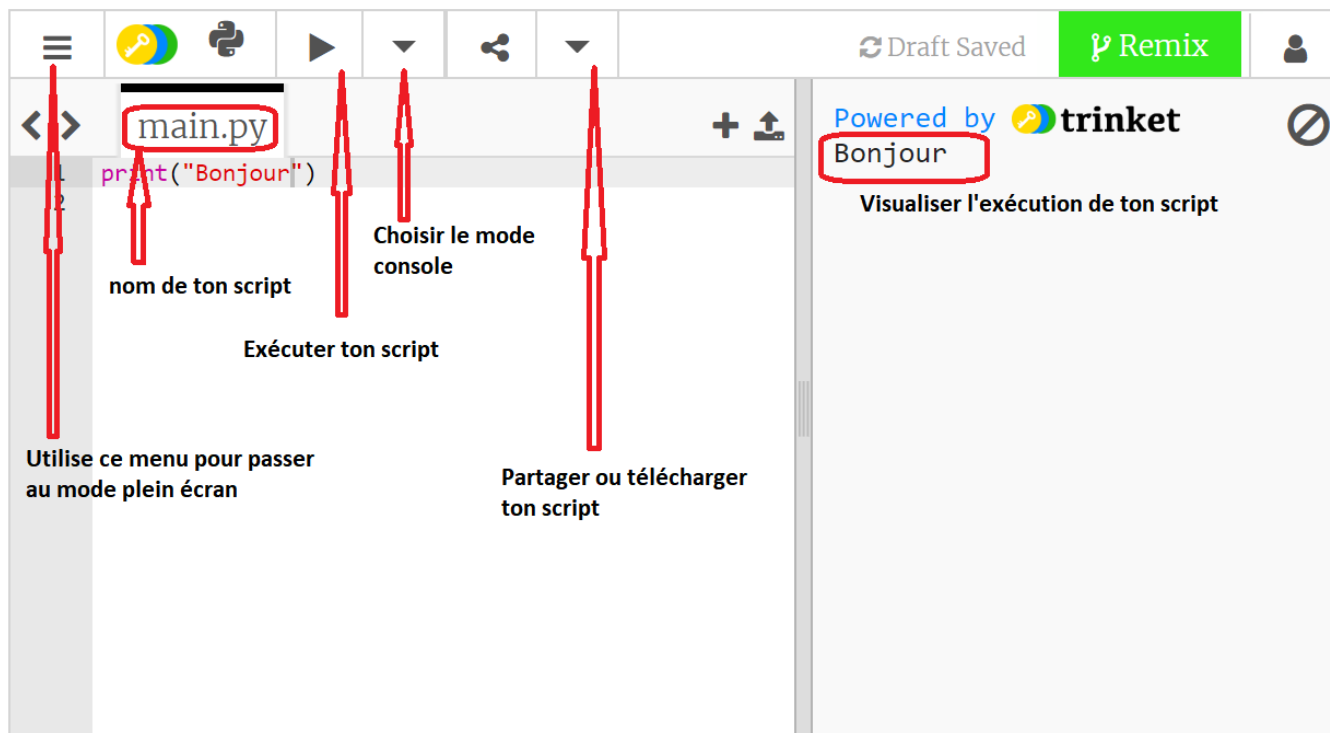 Draft Saved
Remix
main.py
Powered by trinket
Bonjour
1 print("Bonjour")
2
Visualiser l'exécution de ton script
Choisir le mode
console
nom de ton script
Exécuter ton script
Utilise ce menu pour passer
au mode plein écran
Partager ou télécharger
ton script